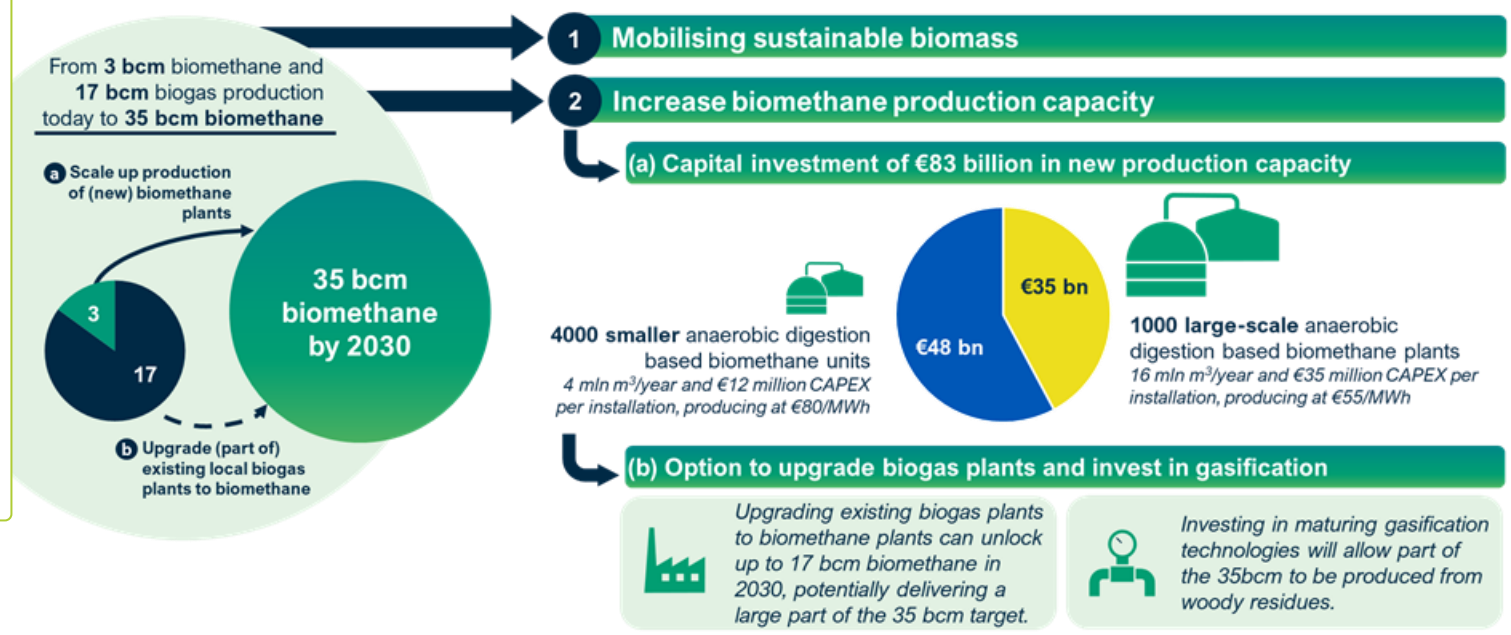 From 3 bcm biomethane and
17 bcm biogas production
today to 35 bcm biomethane
a Scale up production
of (new) biomethane
plants
3
17
35 bcm
biomethane
by 2030
b Upgrade (part of)
existing local biogas
plants to biomethane
1 Mobilising sustainable biomass
2 Increase biomethane production capacity
(a) Capital investment of €83 billion in new production capacity
4000 smaller anaerobic digestion
based biomethane units
4 mln m³/year and €12 million CAPEX
per installation, producing at €80/MWh
€48 bn
€35 bn
1000 large-scale anaerobic
digestion based biomethane plants
16 mln m³/year and €35 million CAPEX per
installation, producing at €55/MWh
(b) Option to upgrade biogas plants and invest in gasification
Upgrading existing biogas plants
to biomethane plants can unlock
up to 17 bcm biomethane in
2030, potentially delivering a
large part of the 35 bcm target.
Investing in maturing gasification
technologies will allow part of
the 35bcm to be produced from
woody residues.